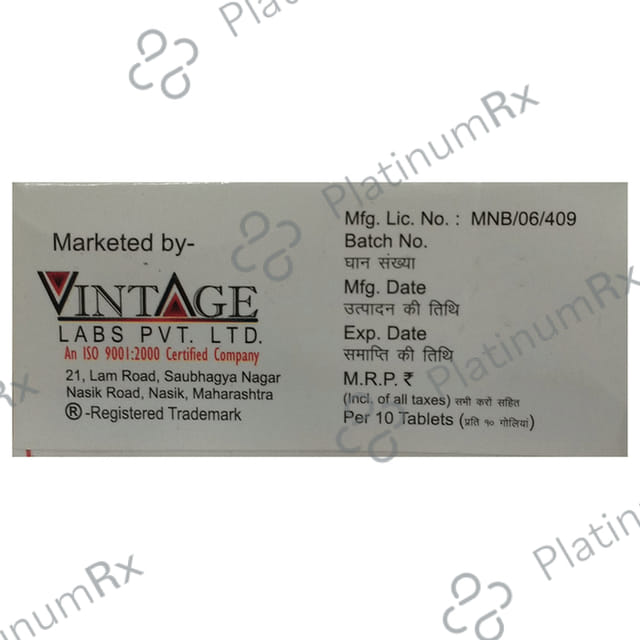 PlatinumRx
PlatinumRx
Marketed by-
VINTAGE
LABS PVT. LTD.
An ISO 9001:2000 Certified Company
21, Lam Road, Saubhagya Nagar
Nasik Road, Nasik, Maharashtra
®-Registered Trademark
Mfg. Lic. No. : MNB/06/409
Batch No.
घान संख्या
Mfg. Date
उत्पादन की तिथि
Exp. Date
समाप्ति की तिथि
M.R.P. ₹
(Incl. of all taxes) सभी करों सहित
Per 10 Tablets (प्रति १० गोलियां)
PlatinumRx
Rx
PlatinumRx
Platinum